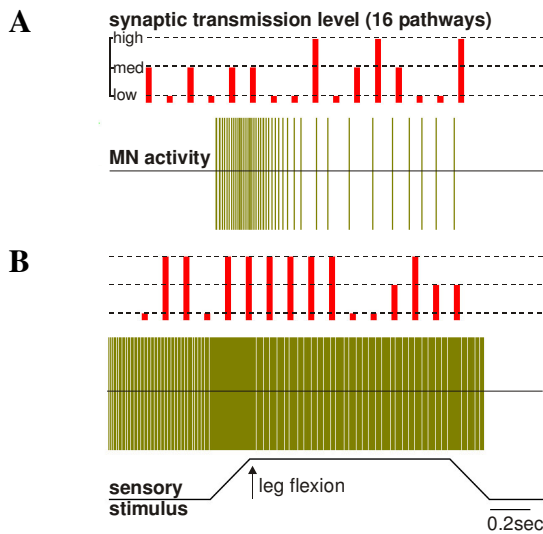 A
synaptic transmission level (16 pathways)
high
med
low
MN activity
B
leg flexion
sensory
stimulus
0.2sec